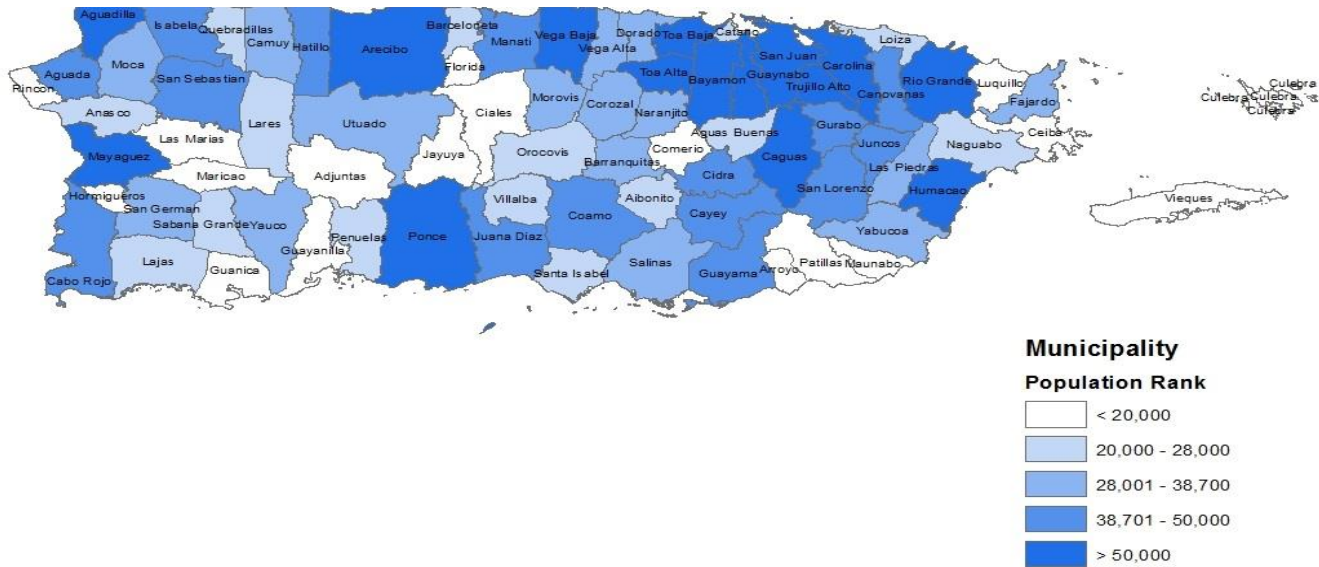 Aguadilla
Isabela
Quebradillas
Camuy
Hatillo
Arecibo
Barceloneta
Manati
Vega Baja
Vega Alta
Dorado
Toa Baja
Catano
San Juan
Carolina
Loiza
Rincon
Aguada
Moca
San Sebastian
Florida
Toa Alta
Bayamon
Guaynabo
Trujillo Alto
Canovanas
Rio Grande
Luquillo
Fajardo
Culebra
Culebra
Culebra
Culebra
Anasco
Las Marias
Lares
Utuado
Ciales
Morovis
Corozal
Naranjito
Aguas Buenas
Gurabo
Juncos
Ceiba
Naguabo
Mayaguez
Maricao
Adjuntas
Jayuya
Orocovis
Barranquitas
Comerio
Cidra
Caguas
San Lorenzo
Las Piedras
Humacao
Vieques
Hormigueros
San German
Sabana Grande
Yauco
Guayanilla
Penuelas
Ponce
Villalba
Juana Diaz
Coamo
Aibonito
Cayey
Yabucoa
Cabo Rojo
Lajas
Guanica
Santa Isabel
Salinas
Guayama
Arroyo
Patillas
Maunabo
Municipality
Population Rank
< 20,000
20,000 - 28,000
28,001 - 38,700
38,701 - 50,000
> 50,000